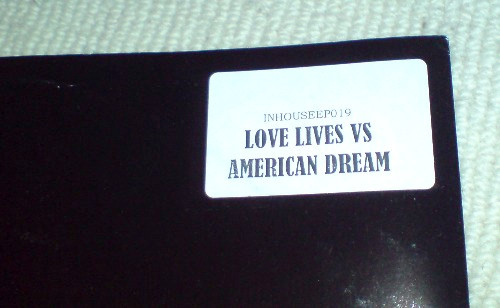 INHOUSEEP019
LOVE LIVES VS
AMERICAN DREAM